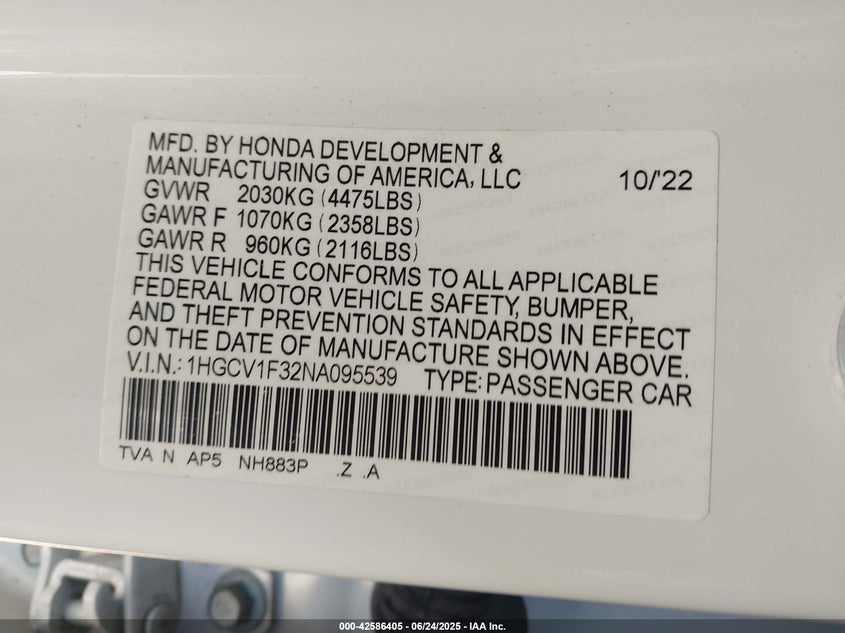 MFD. BY HONDA DEVELOPMENT &
MANUFACTURING OF AMERICA, LLC 10/'22
GVWR 2030KG (4475LBS)
GAWR F 1070KG (2358LBS)
GAWR R 960KG (2116LBS)
THIS VEHICLE CONFORMS TO ALL APPLICABLE
FEDERAL MOTOR VEHICLE SAFETY, BUMPER,
AND THEFT PREVENTION STANDARDS IN EFFECT
ON THE DATE OF MANUFACTURE SHOWN ABOVE.
V.I.N.: 1HGCV1F32NA095539 TYPE: PASSENGER CAR
TVA N AP5 NH883P .Z .A
000-42586405 - 06/24/2025 - IAA Inc.